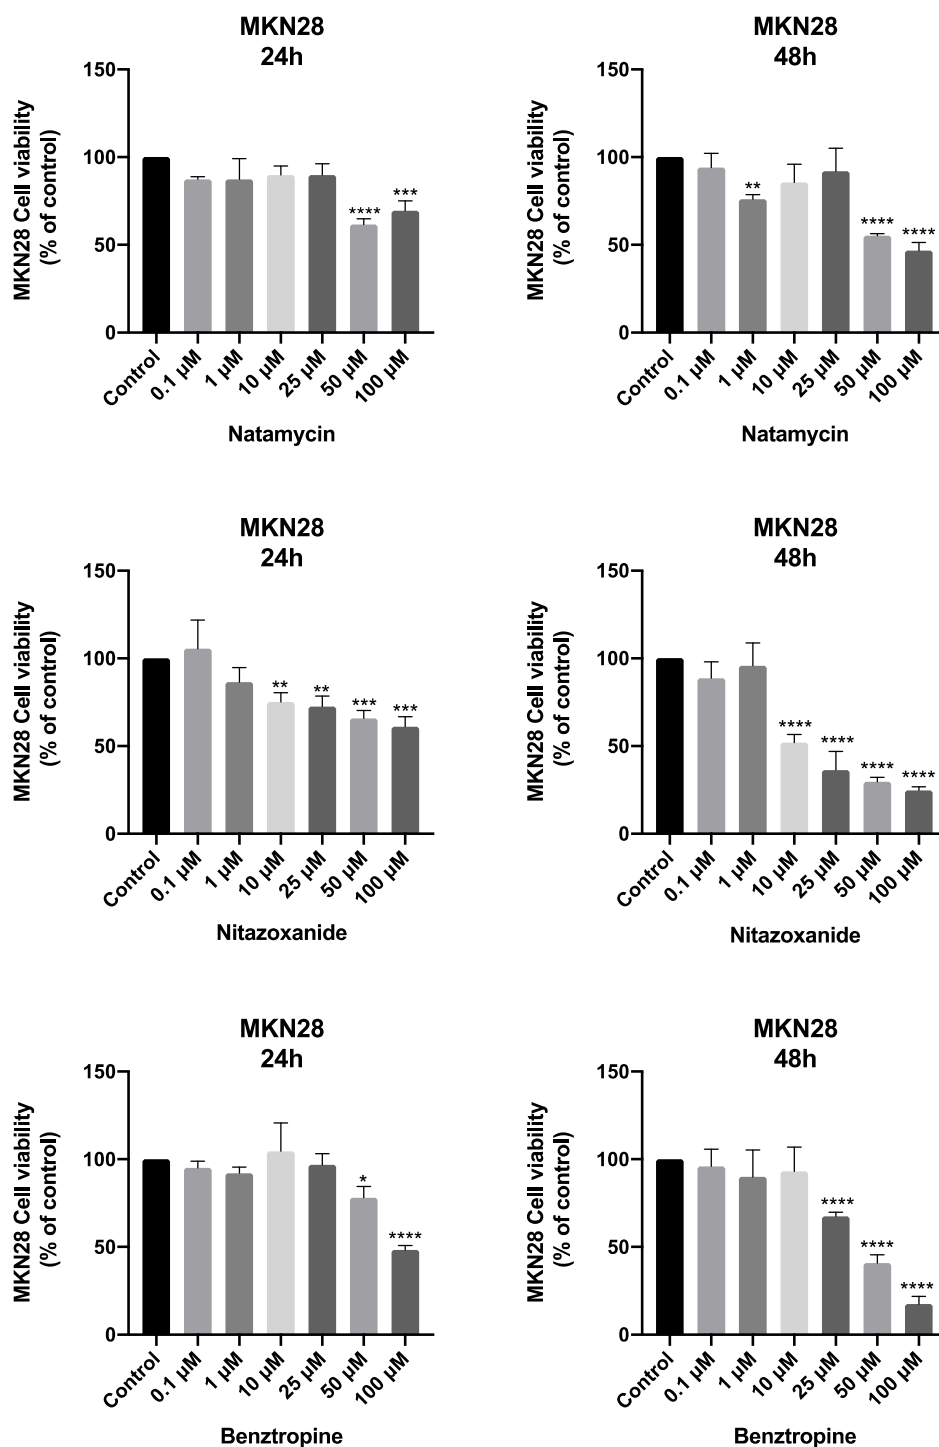 MKN28
24h
MKN28 Cell viability
(% of control)
150
100
50
0
****
***
Control
0.1 µM
1 µM
10 µM
25 µM
50 µM
100 µM
Natamycin
MKN28
48h
MKN28 Cell viability
(% of control)
150
100
50
0
**
****
****
Control
0.1 µM
1 µM
10 µM
25 µM
50 µM
100 µM
Natamycin
MKN28
24h
MKN28 Cell viability
(% of control)
150
100
50
0
**
**
***
***
Control
0.1 µM
1 µM
10 µM
25 µM
50 µM
100 µM
Nitazoxanide
MKN28
48h
MKN28 Cell viability
(% of control)
150
100
50
0
****
****
****
****
Control
0.1 µM
1 µM
10 µM
25 µM
50 µM
100 µM
Nitazoxanide
MKN28
24h
MKN28 Cell viability
(% of control)
150
100
50
0
*
****
Control
0.1 µM
1 µM
10 µM
25 µM
50 µM
100 µM
Benztropine
MKN28
48h
MKN28 Cell viability
(% of control)
150
100
50
0
****
****
****
Control
0.1 µM
1 µM
10 µM
25 µM
50 µM
100 µM
Benztropine